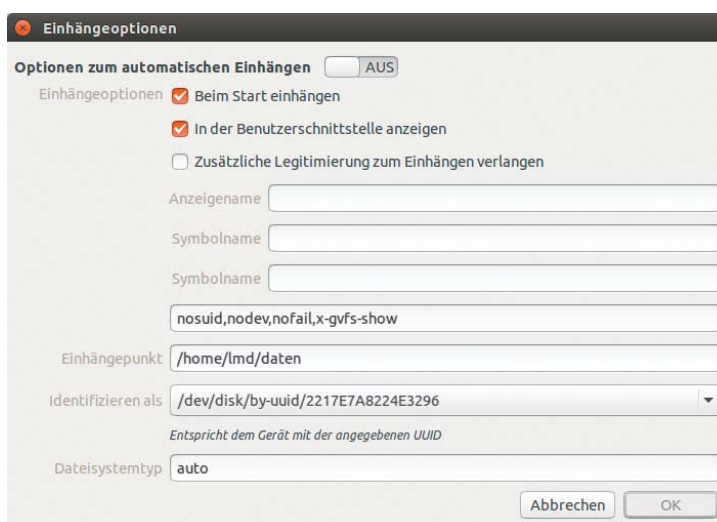 Einhängeoptionen
Optionen zum automatischen Einhängen AUS
Einhängeoptionen Beim Start einhängen
In der Benutzerschnittstelle anzeigen
Zusätzliche Legitimierung zum Einhängen verlangen
Anzeigename
Symbolname
Symbolname
nosuid,nodev,nofail,x-gvfs-show
Einhängepunkt /home/lmd/daten
Identifizieren als /dev/disk/by-uuid/2217E7A8224E3296
Entspricht dem Gerät mit der angegebenen UUID
Dateisystemtyp auto
Abbrechen OK